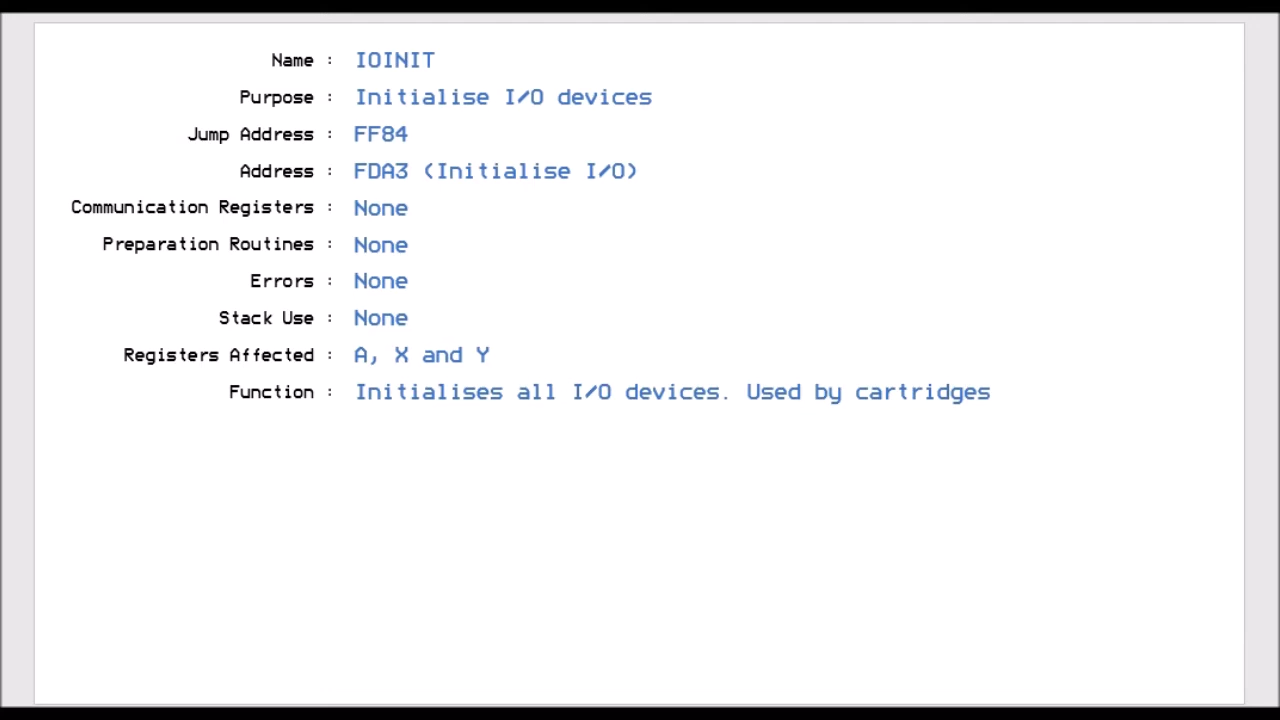 Name : IOINIT
Purpose : Initialise I/O devices
Jump Address : FF84
Address : FDA3 (Initialise I/O)
Communication Registers : None
Preparation Routines : None
Errors : None
Stack Use : None
Registers Affected : A, X and Y
Function : Initialises all I/O devices. Used by cartridges